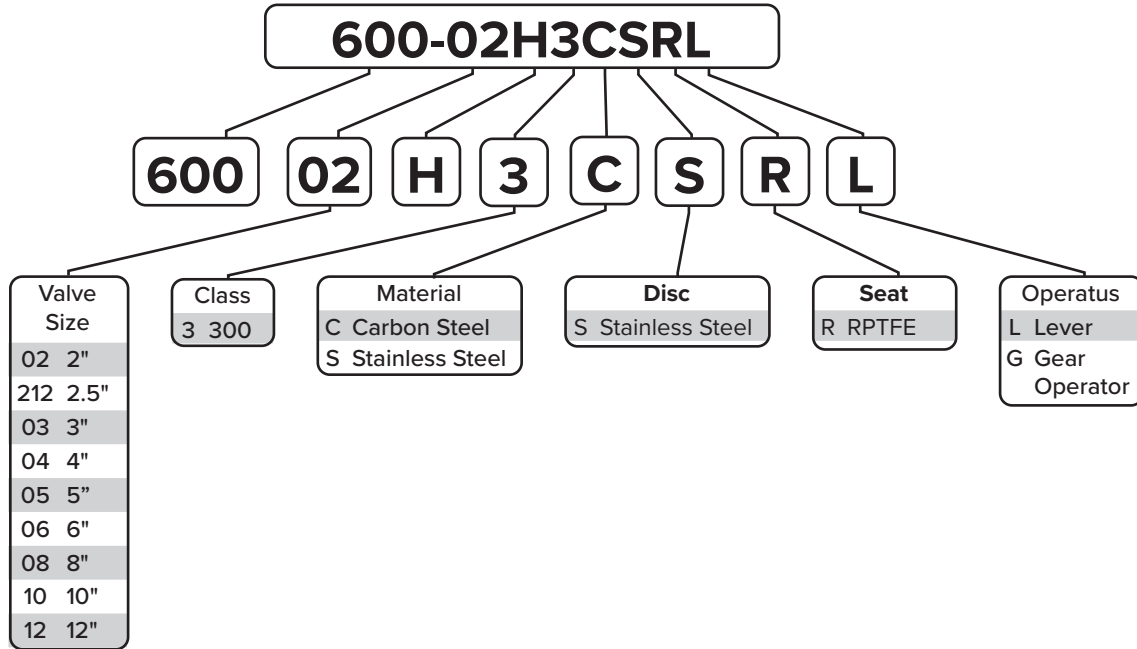 600-02H3CSRL
600 02 H 3 C S R L
Valve
Size
02 2"
212 2.5"
03 3"
04 4"
05 5”
06 6"
08 8"
10 10"
12 12"
Class
3 300
Material
C Carbon Steel
S Stainless Steel
Disc
S Stainless Steel
Seat
R RPTFE
Operatus
L Lever
G Gear
Operator